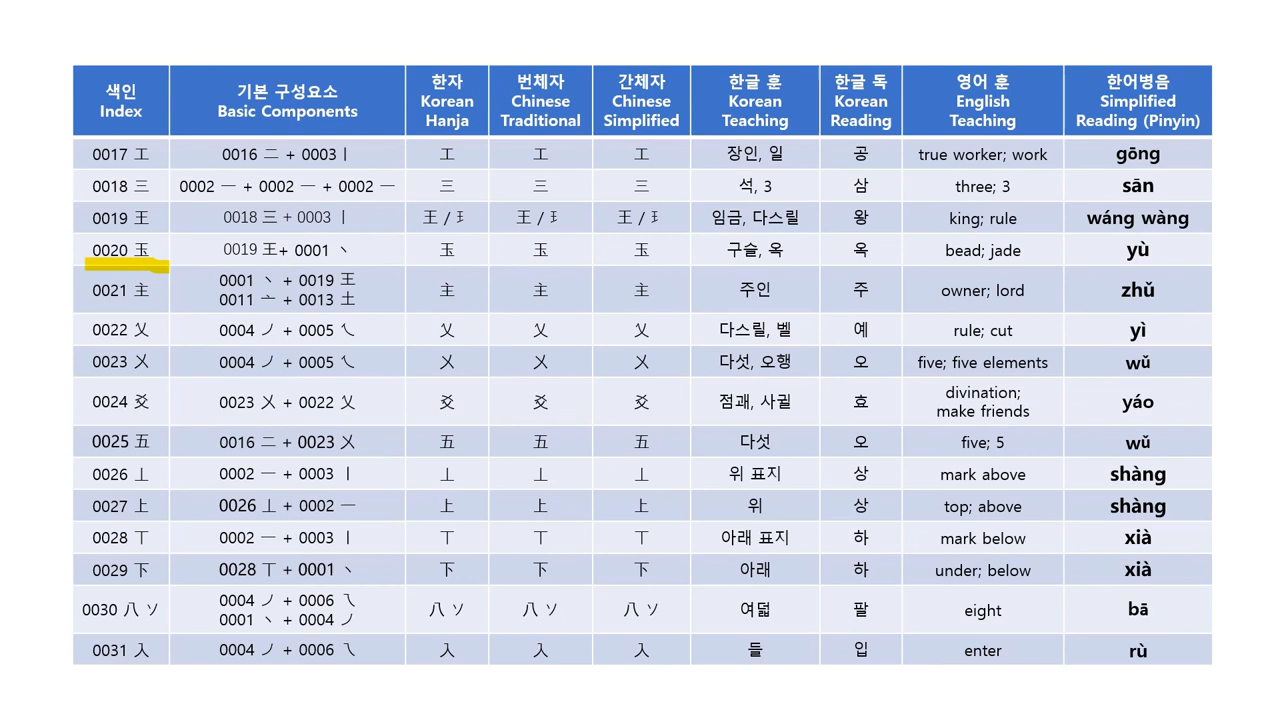 색인 Index 기본 구성요소 Basic Components 한자 Korean Hanja 번체자 Chinese Traditional 간체자 Chinese Simplified 한글 훈 Korean Teaching 한글 독 Korean Reading 영어 훈 English Teaching 한어병음 Simplified Reading (Pinyin)
0017 工 0016 二 + 0003 丨 工 工 工 장인, 일 공 true worker; work gōng
0018 三 0002 一 + 0002 一 + 0002 一 三 三 三 석, 3 삼 three; 3 sān
0019 王 0018 三 + 0003 丨 王 / 𤣩 王 / 𤣩 王 / 𤣩 임금, 다스릴 왕 king; rule wáng wàng
0020 玉 0019 王+ 0001 丶 玉 玉 玉 구슬, 옥 옥 bead; jade yù
0021 主 0001 丶 + 0019 王 0011 亠 + 0013 土 主 主 主 주인 주 owner; lord zhǔ
0022 乂 0004 丿 + 0005 乀 乂 乂 乂 다스릴, 벨 예 rule; cut yì
0023 㐅 0004 丿 + 0005 乀 㐅 㐅 㐅 다섯, 오행 오 five; five elements wǔ
0024 爻 0023 㐅 + 0022 乂 爻 爻 爻 점괘, 사귈 효 divination; make friends yáo
0025 五 0016 二 + 0023 㐅 五 五 五 다섯 오 five; 5 wǔ
0026 丄 0002 一 + 0003 丨 丄 丄 丄 위 표지 상 mark above shàng
0027 上 0026 丄 + 0002 一 上 上 上 위 상 top; above shàng
0028 丅 0002 一 + 0003 丨 丅 丅 丅 아래 표지 하 mark below xià
0029 下 0028 丅 + 0001 丶 下 下 下 아래 하 under; below xià
0030 八 ソ 0004 丿 + 0006 乁 0001 丶 + 0004 丿 八 ソ 八 ソ 八 ソ 여덟 팔 eight bā
0031 入 0004 丿 + 0006 乁 入 入 入 들 입 enter rù